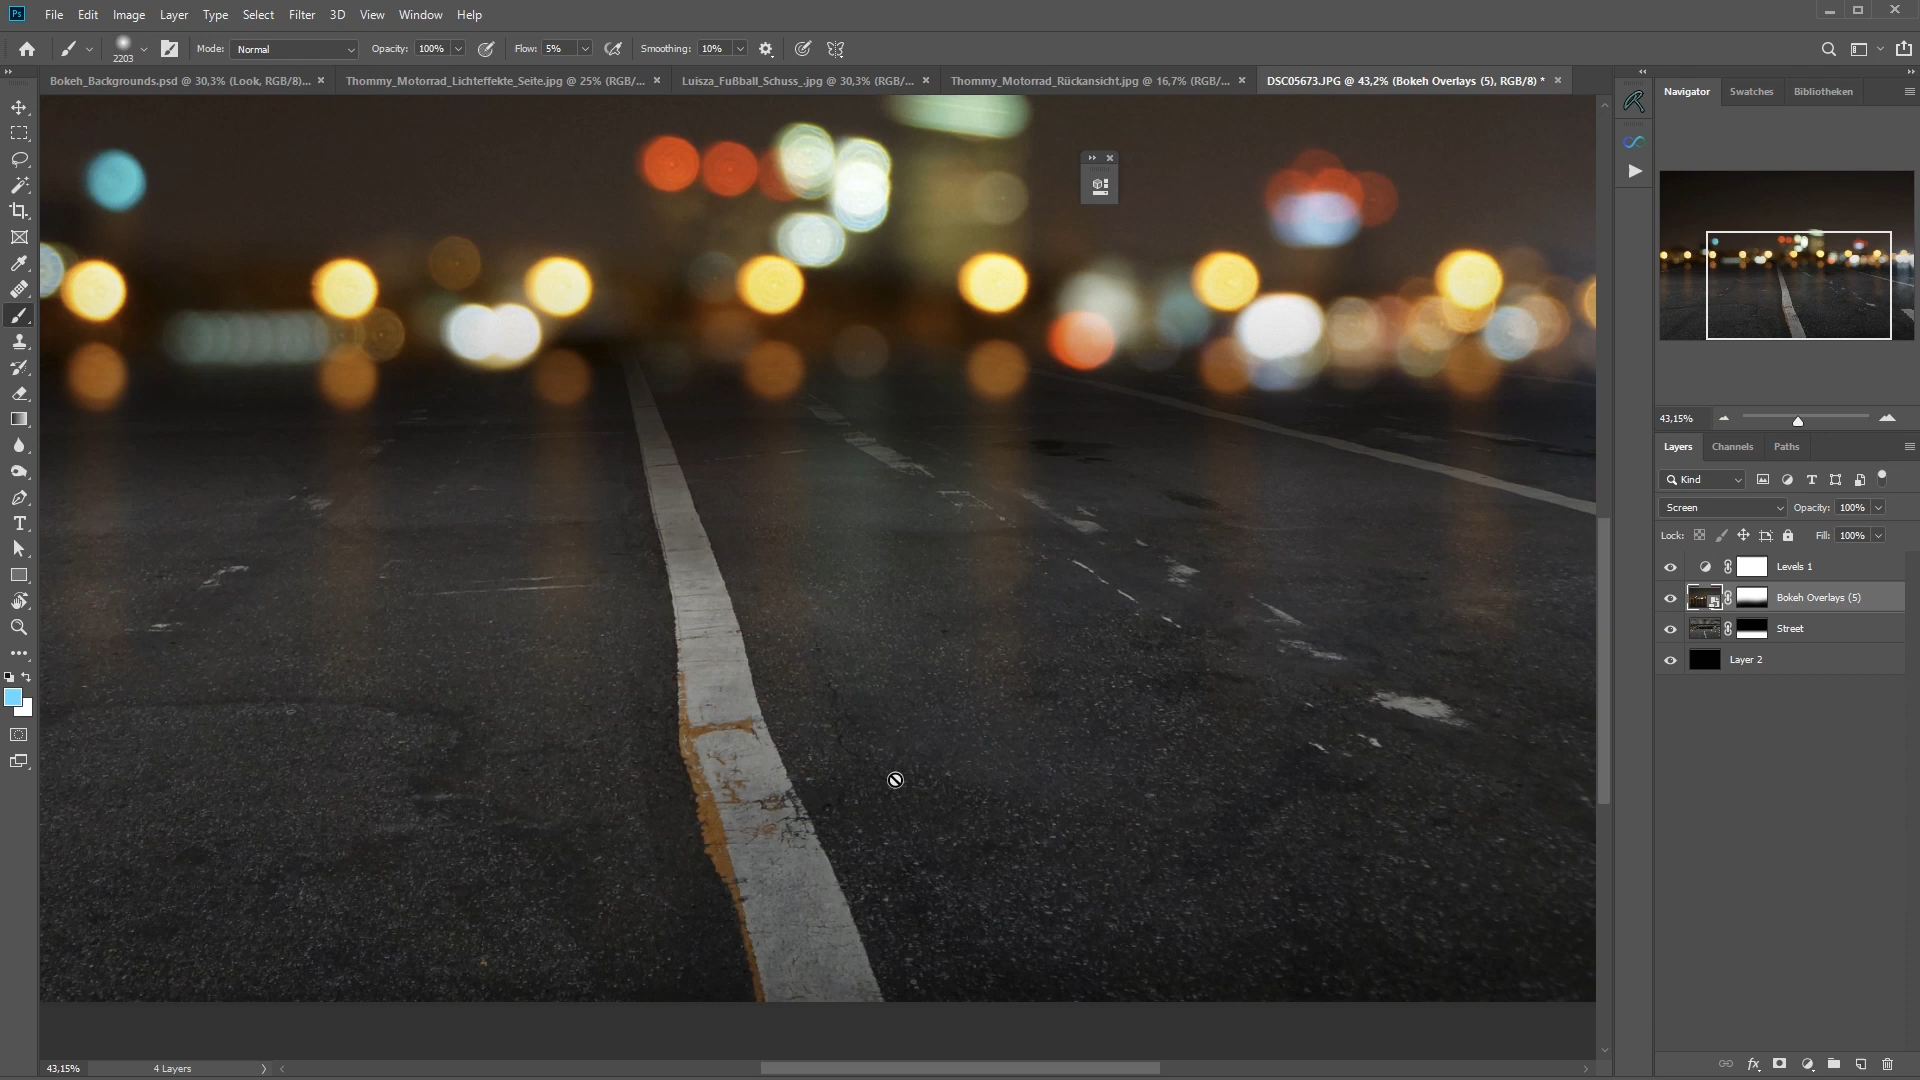 Ps File Edit Image Layer Type Select Filter 3D View Window Help
2203 Mode: Normal Opacity: 100% Flow: 5% Smoothing: 10%
Bokeh_Backgrounds.psd @ 30,3% (Look, RGB/8)... Thommy_Motorrad_Lichteffekte_Seite.jpg @ 25% (RGB/... Luisza_Fußball_Schuss_.jpg @ 30,3% (RGB/... Thommy_Motorrad_Rückansicht.jpg @ 16,7% (RGB/... DSC05673.JPG @ 43,2% (Bokeh Overlays (5), RGB/8) *
Navigator Swatches Bibliotheken
43,15%
Layers Channels Paths
Kind
Screen Opacity: 100%
Lock: Fill: 100%
Levels 1
Bokeh Overlays (5)
Street
Layer 2
43,15% 4 Layers